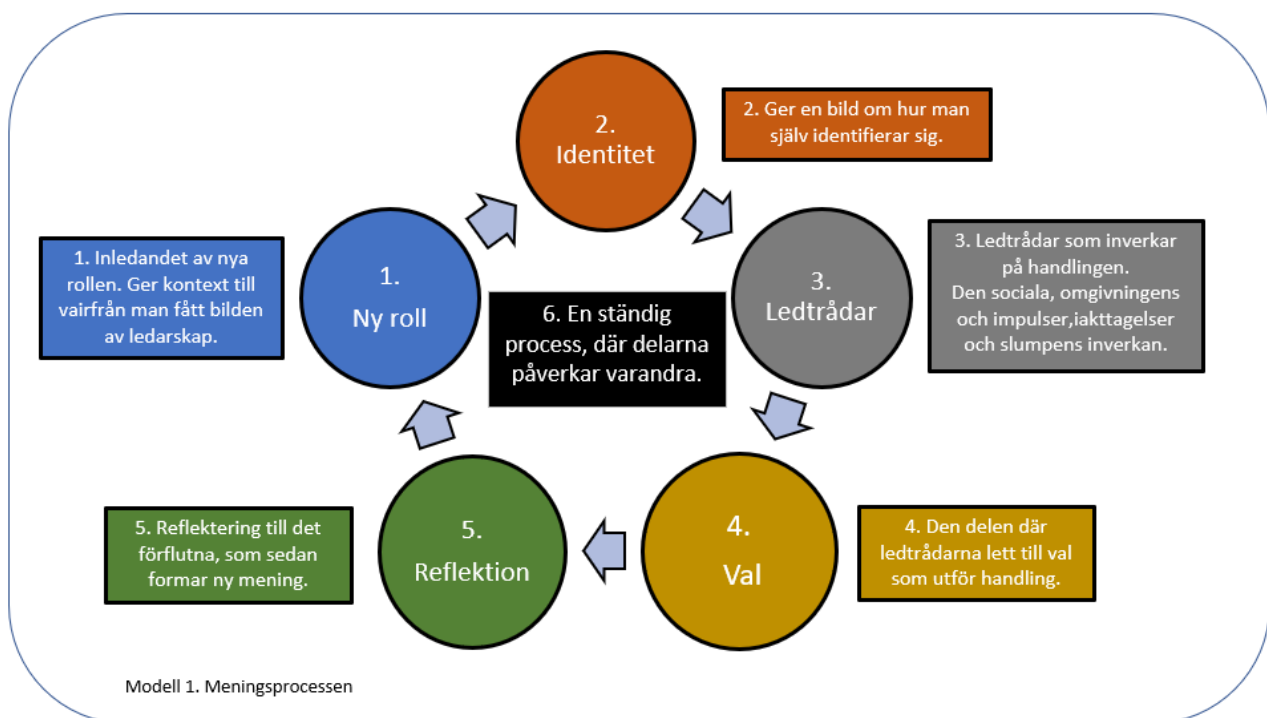 1.
Ny roll
1. Inledandet av nya
rollen. Ger kontext till
vairfrån man fått bilden
av ledarskap.
2.
Identitet
2. Ger en bild om hur man
själv identifierar sig.
3.
Ledtrådar
3. Ledtrådar som inverkar
på handlingen.
Den sociala, omgivningens
och impulser,iakttagelser
och slumpens inverkan.
4.
Val
4. Den delen där
ledtrådarna lett till val
som utför handling.
5.
Reflektion
5. Reflektering till det
förflutna, som sedan
formar ny mening.
6. En ständig
process, där delarna
påverkar varandra.
Modell 1. Meningsprocessen